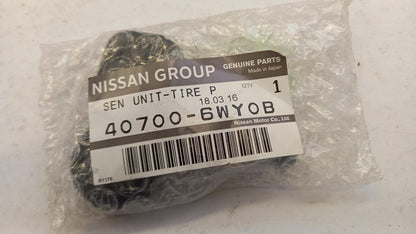 NISSAN GROUP GENUINE PARTS
Made in Japan
SEN UNIT-TIRE P QTY 1
18.03.16
40700-6WY0B
Nissan Motor Co., Ltd.
01176